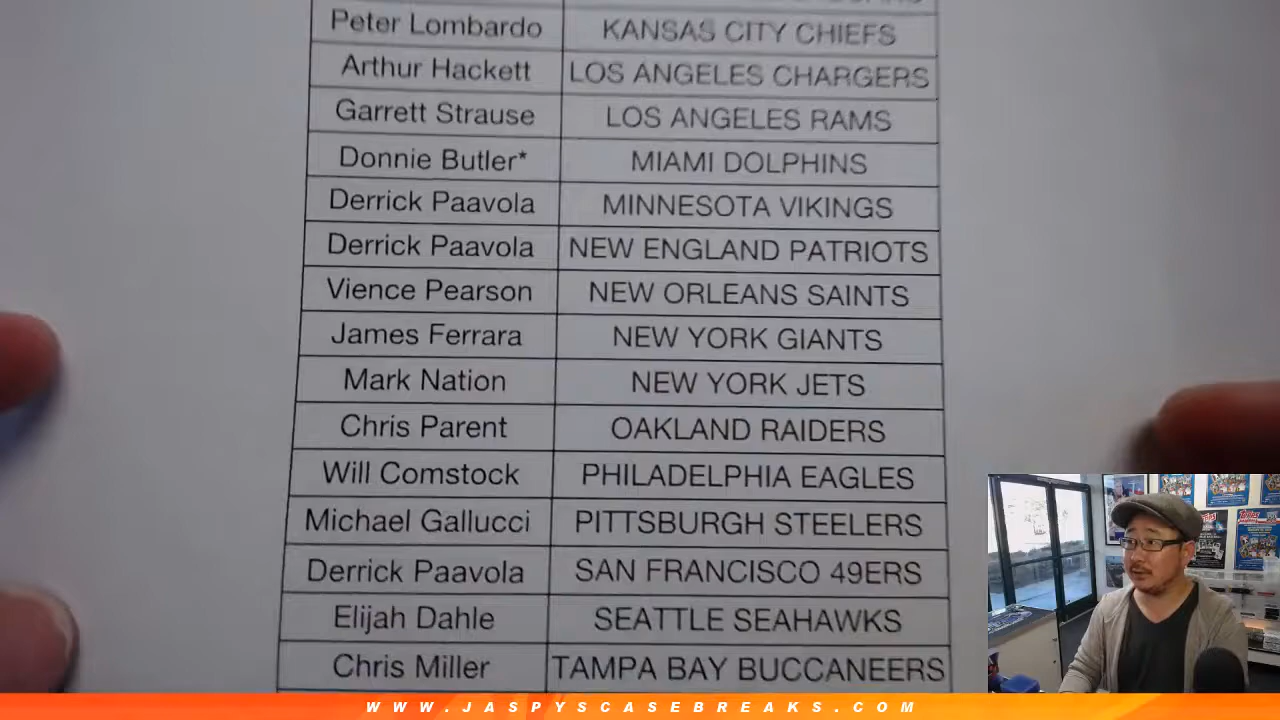 Peter Lombardo KANSAS CITY CHIEFS
Arthur Hackett LOS ANGELES CHARGERS
Garrett Strause LOS ANGELES RAMS
Donnie Butler* MIAMI DOLPHINS
Derrick Paavola MINNESOTA VIKINGS
Derrick Paavola NEW ENGLAND PATRIOTS
Vience Pearson NEW ORLEANS SAINTS
James Ferrara NEW YORK GIANTS
Mark Nation NEW YORK JETS
Chris Parent OAKLAND RAIDERS
Will Comstock PHILADELPHIA EAGLES
Michael Gallucci PITTSBURGH STEELERS
Derrick Paavola SAN FRANCISCO 49ERS
Elijah Dahle SEATTLE SEAHAWKS
Chris Miller TAMPA BAY BUCCANEERS
WWW.JASPYSCASEBREAKS.COM